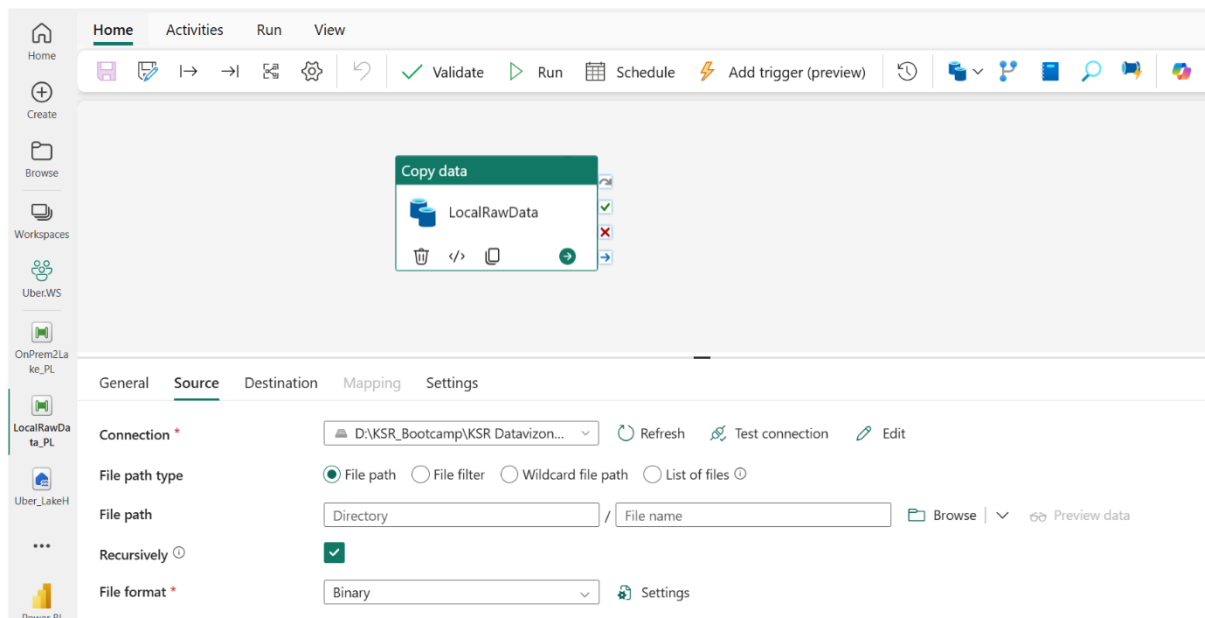 Home Activities Run View
Validate Run Schedule Add trigger (preview)
Home
Create
Browse
Workspaces
Uber.WS
OnPrem2La
ke_PL
LocalRawDa
ta_PL
Uber_LakeH
Power BI
Copy data
LocalRawData
General Source Destination Mapping Settings
Connection * D:\KSR_Bootcamp\KSR Datavizon... Refresh Test connection Edit
File path type File path File filter Wildcard file path List of files
File path Directory / File name Browse Preview data
Recursively
File format * Binary Settings